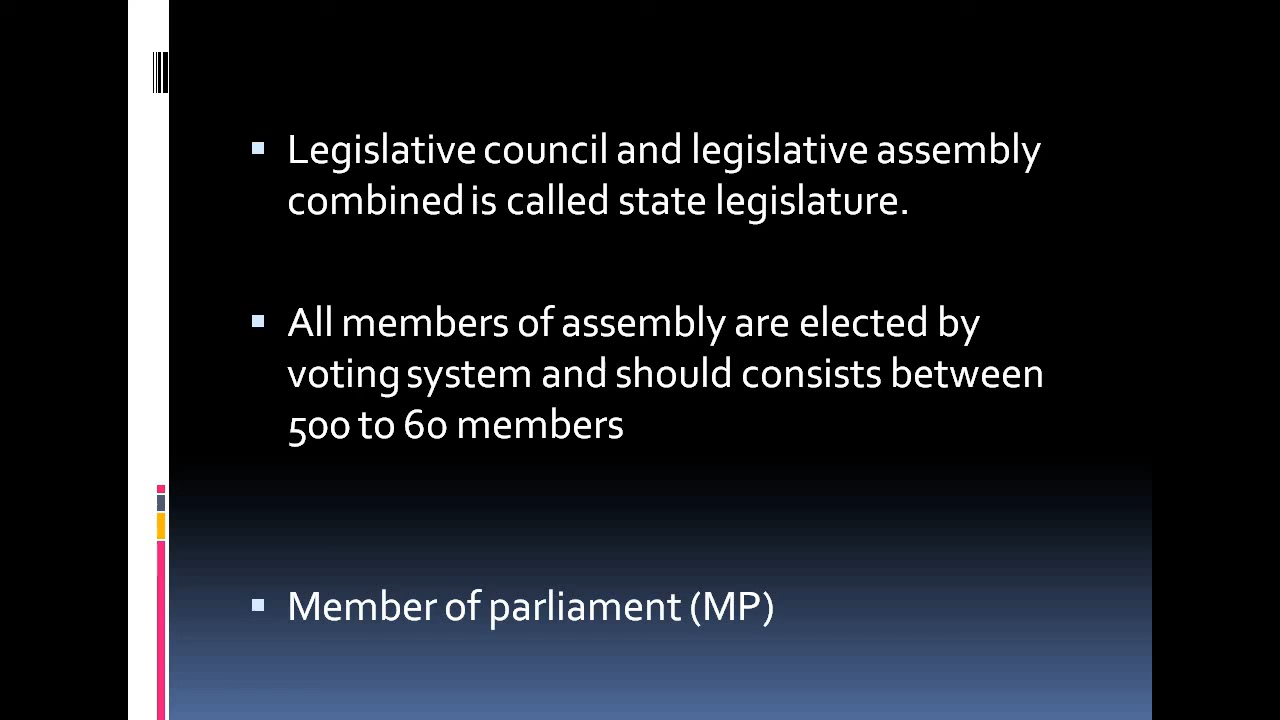 Legislative council and legislative assembly
combined is called state legislature.
All members of assembly are elected by
voting system and should consists between
500 to 60 members
Member of parliament (MP)